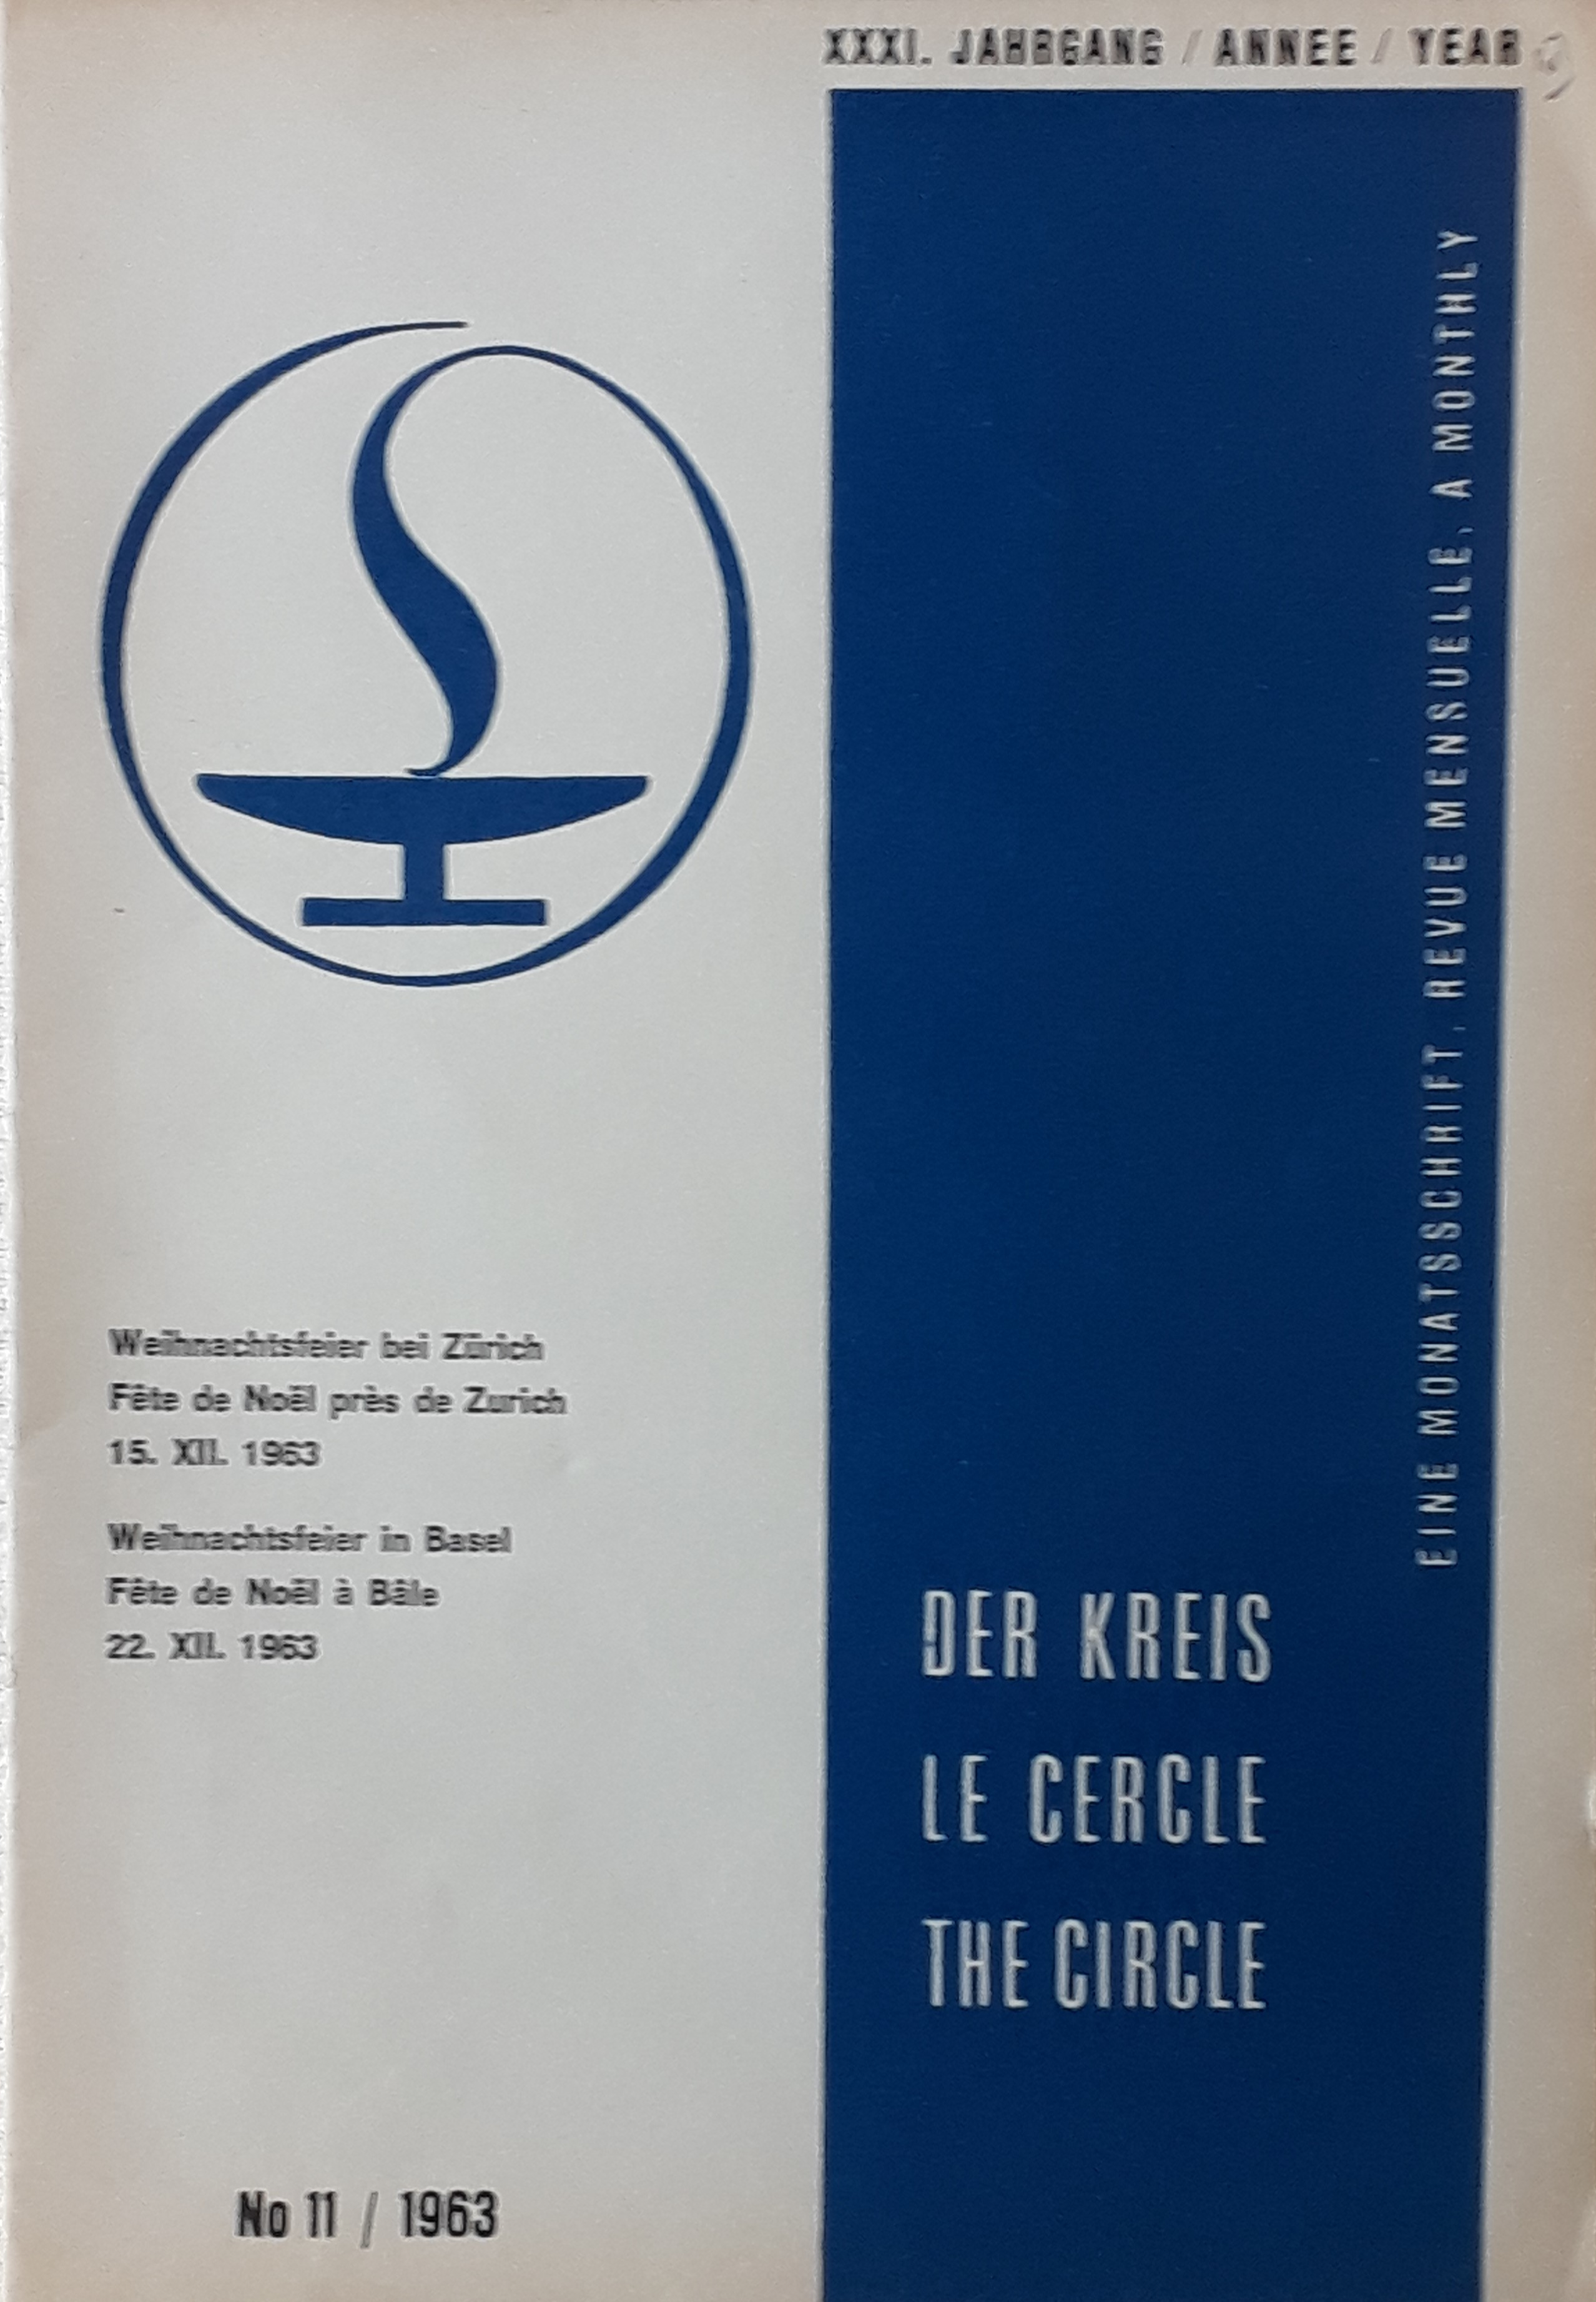 XXXI. JAHRGANG / ANNEE / YEAR
EINE MONATSSCHRIFT, REVUE MENSUELLE, A MONTHLY
Weihnachtsfeier bei Zürich
Fête de Noël près de Zurich
15. XII. 1963
Weihnachtsfeier in Basel
Fête de Noël à Bâle
22. XII. 1963
DER KREIS
LE CERCLE
THE CIRCLE
No 11 / 1963